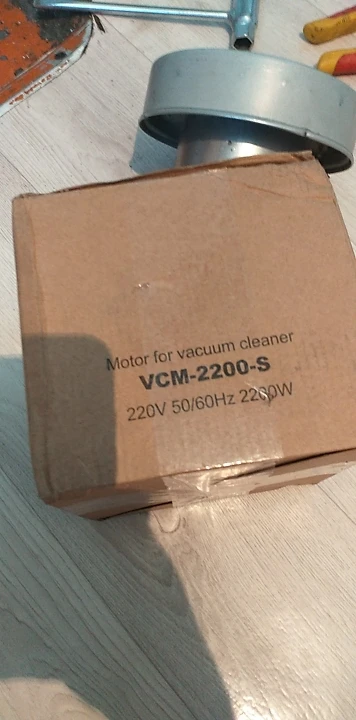 Motor for vacuum cleaner
VCM-2200-S
220V 50/60Hz 2200W